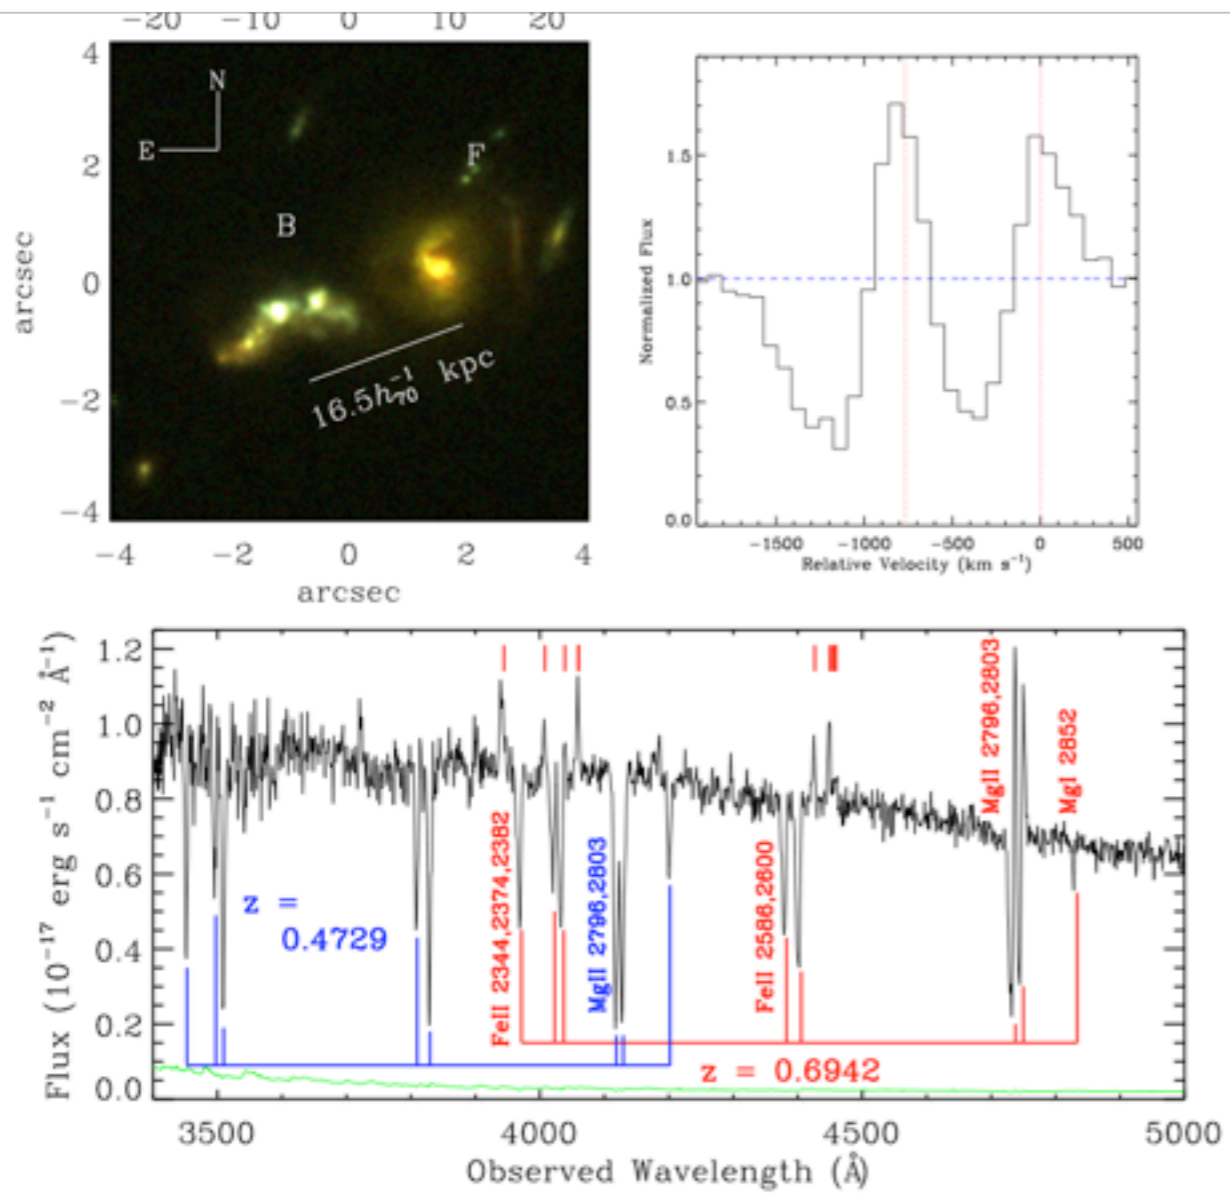 −20 −10 0 10 20
4
2
0
−2
−4
arcsec
N
E
F
B
16.5h₇₀⁻¹ kpc
−4 −2 0 2 4
arcsec
1.5
1.0
0.5
0.0
Normalized Flux
−1500 −1000 −500 0 500
Relative Velocity (km s⁻¹)
1.2
1.0
0.8
0.6
0.4
0.2
0.0
Flux (10⁻¹⁷ erg s⁻¹ cm⁻² Å⁻¹)
z =
0.4729
FeII 2344,2374,2382
MgII 2796,2803
FeII 2586,2600
MgII 2796,2803
MgI 2852
z = 0.6942
3500 4000 4500 5000
Observed Wavelength (Å)